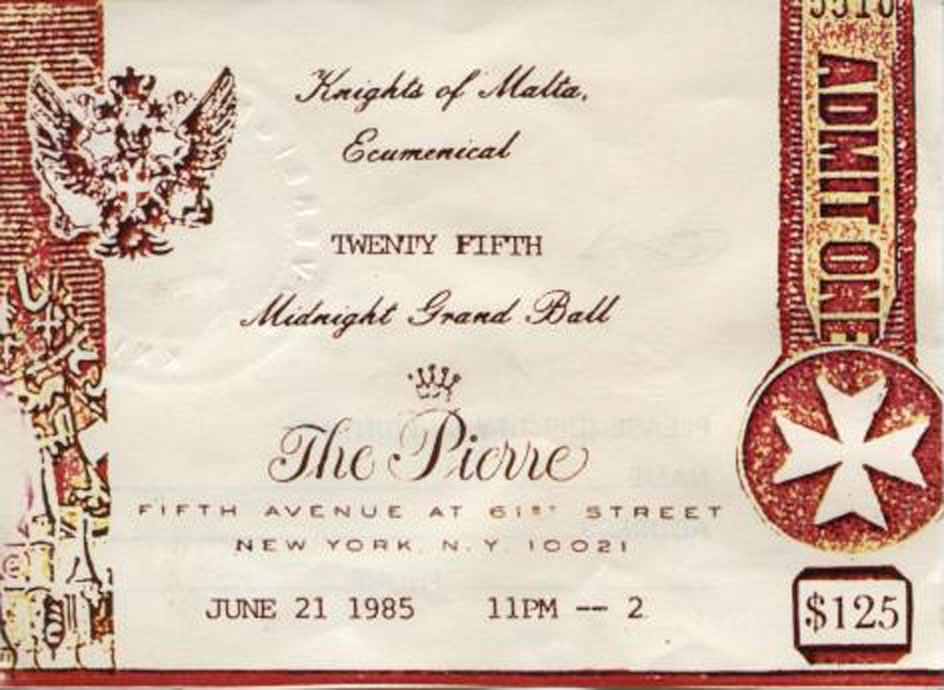 Knights of Malta,
Ecumenical
TWENTY FIFTH
Midnight Grand Ball
The Pierre
FIFTH AVENUE AT 61ST STREET
NEW YORK, N.Y. 10021
JUNE 21 1985 11PM -- 2
ADMIT ONE
$125